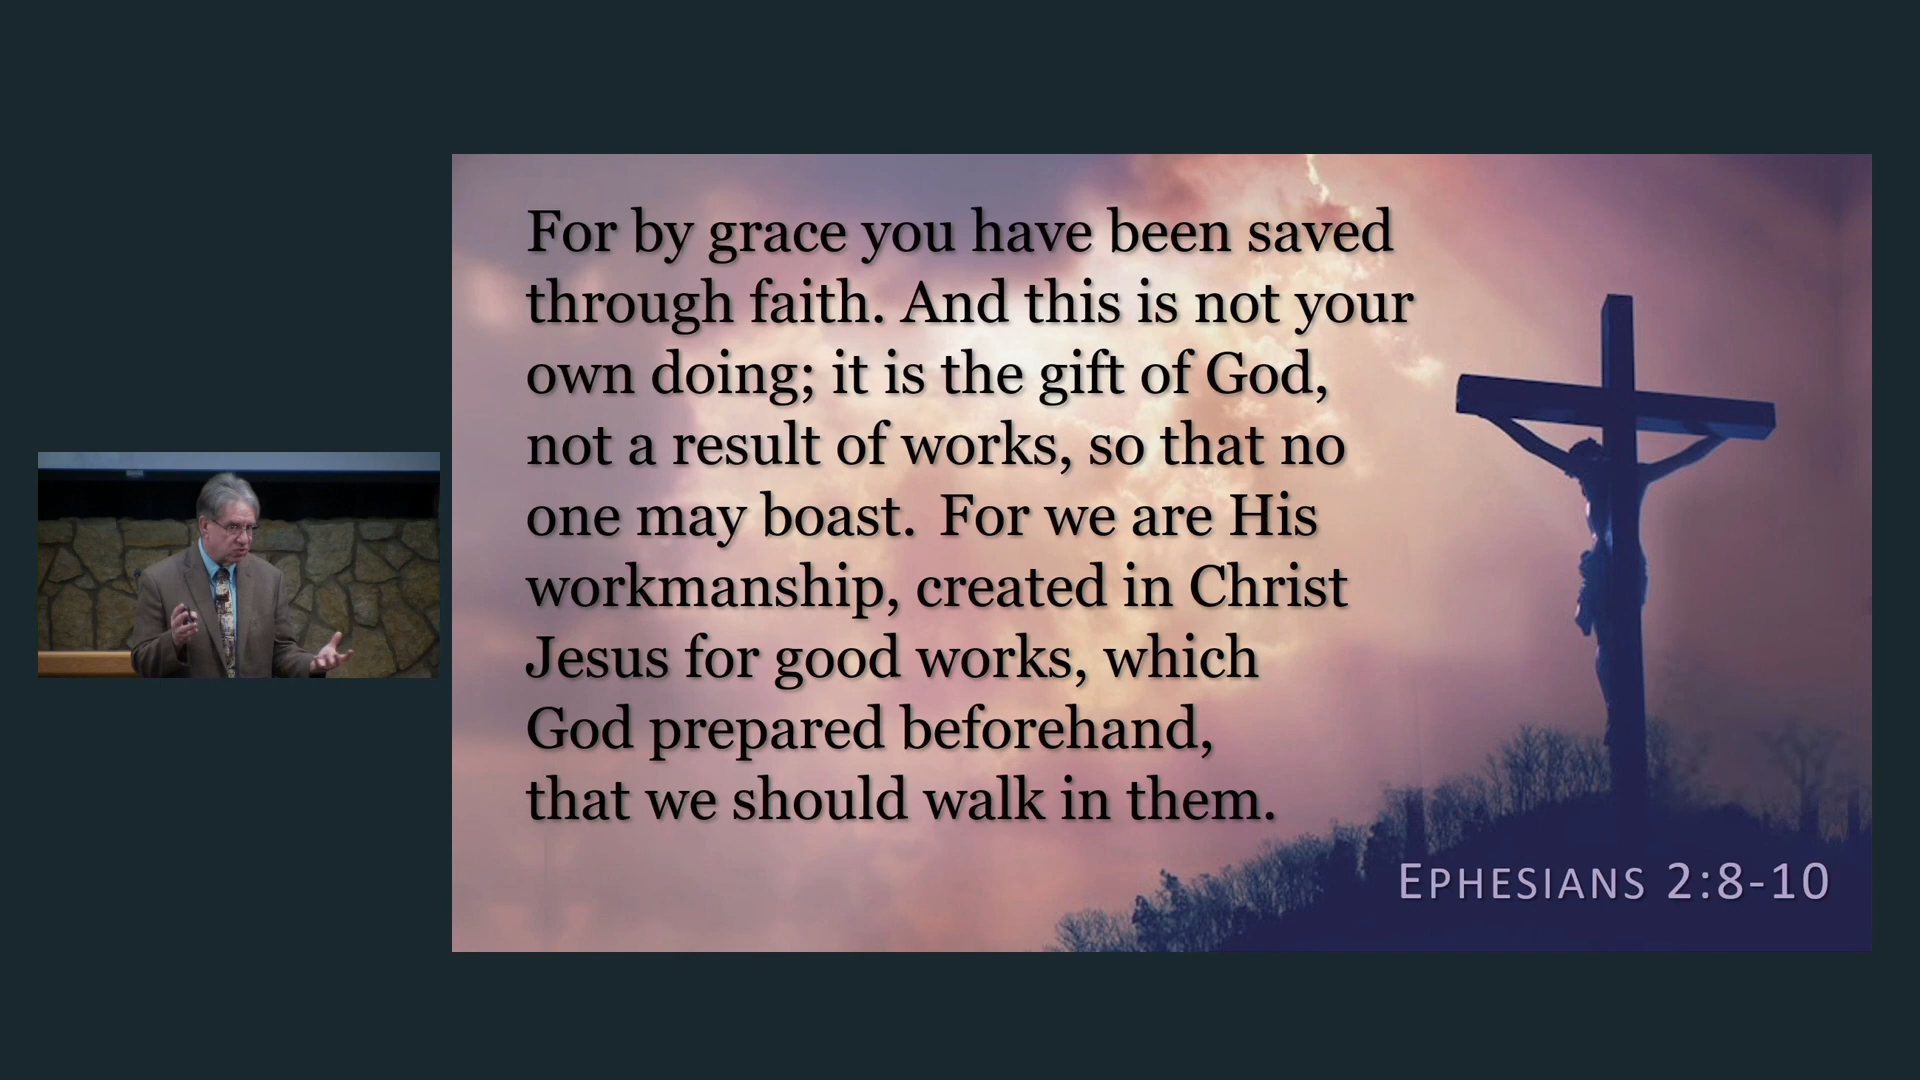 For by grace you have been saved
through faith. And this is not your
own doing; it is the gift of God,
not a result of works, so that no
one may boast. For we are His
workmanship, created in Christ
Jesus for good works, which
God prepared beforehand,
that we should walk in them.
EPHESIANS 2:8-10